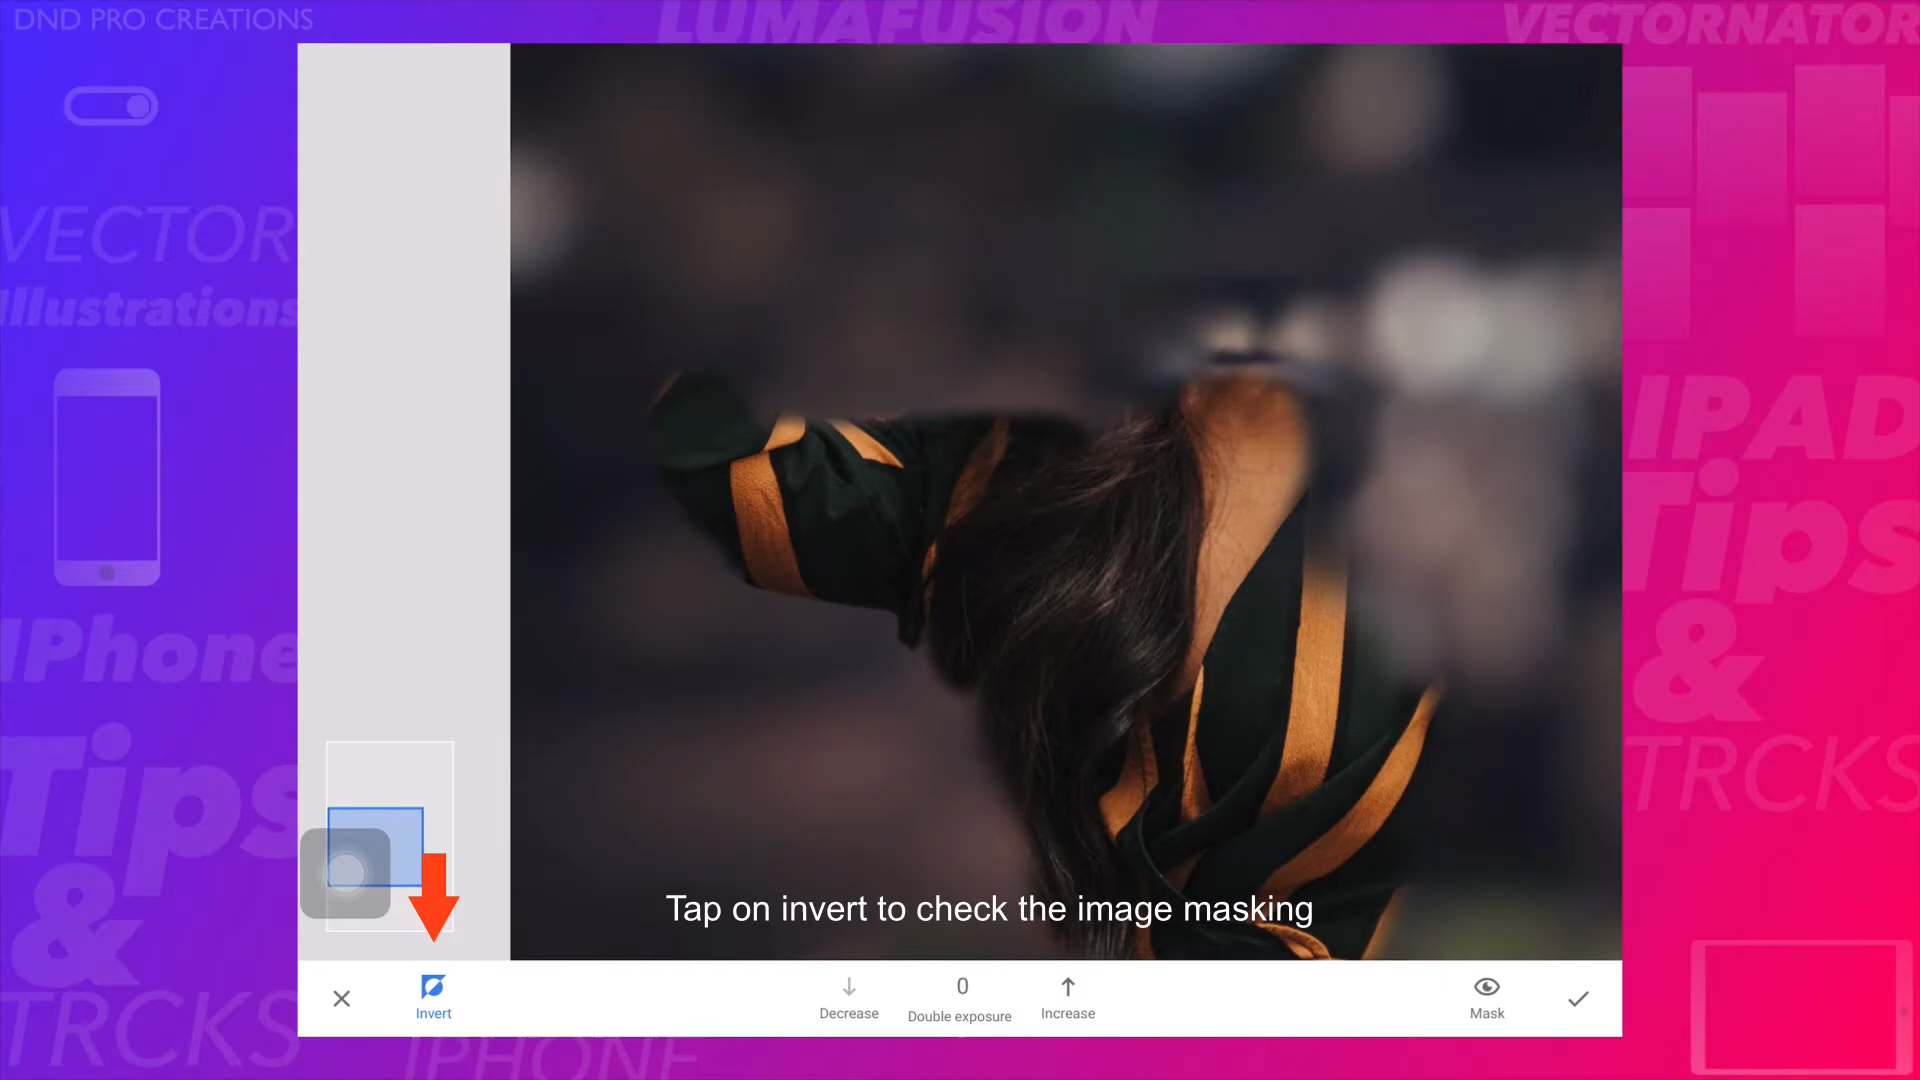 DND PRO CREATIONS
LUMAFUSION
VECTORNATOR
VECTOR
Illustrations
IPAD
Tips
&
TRCKS
IPhone
Tips
&
TRCKS
IPHONE
Tap on invert to check the image masking
Invert
Decrease
0
Double exposure
Increase
Mask